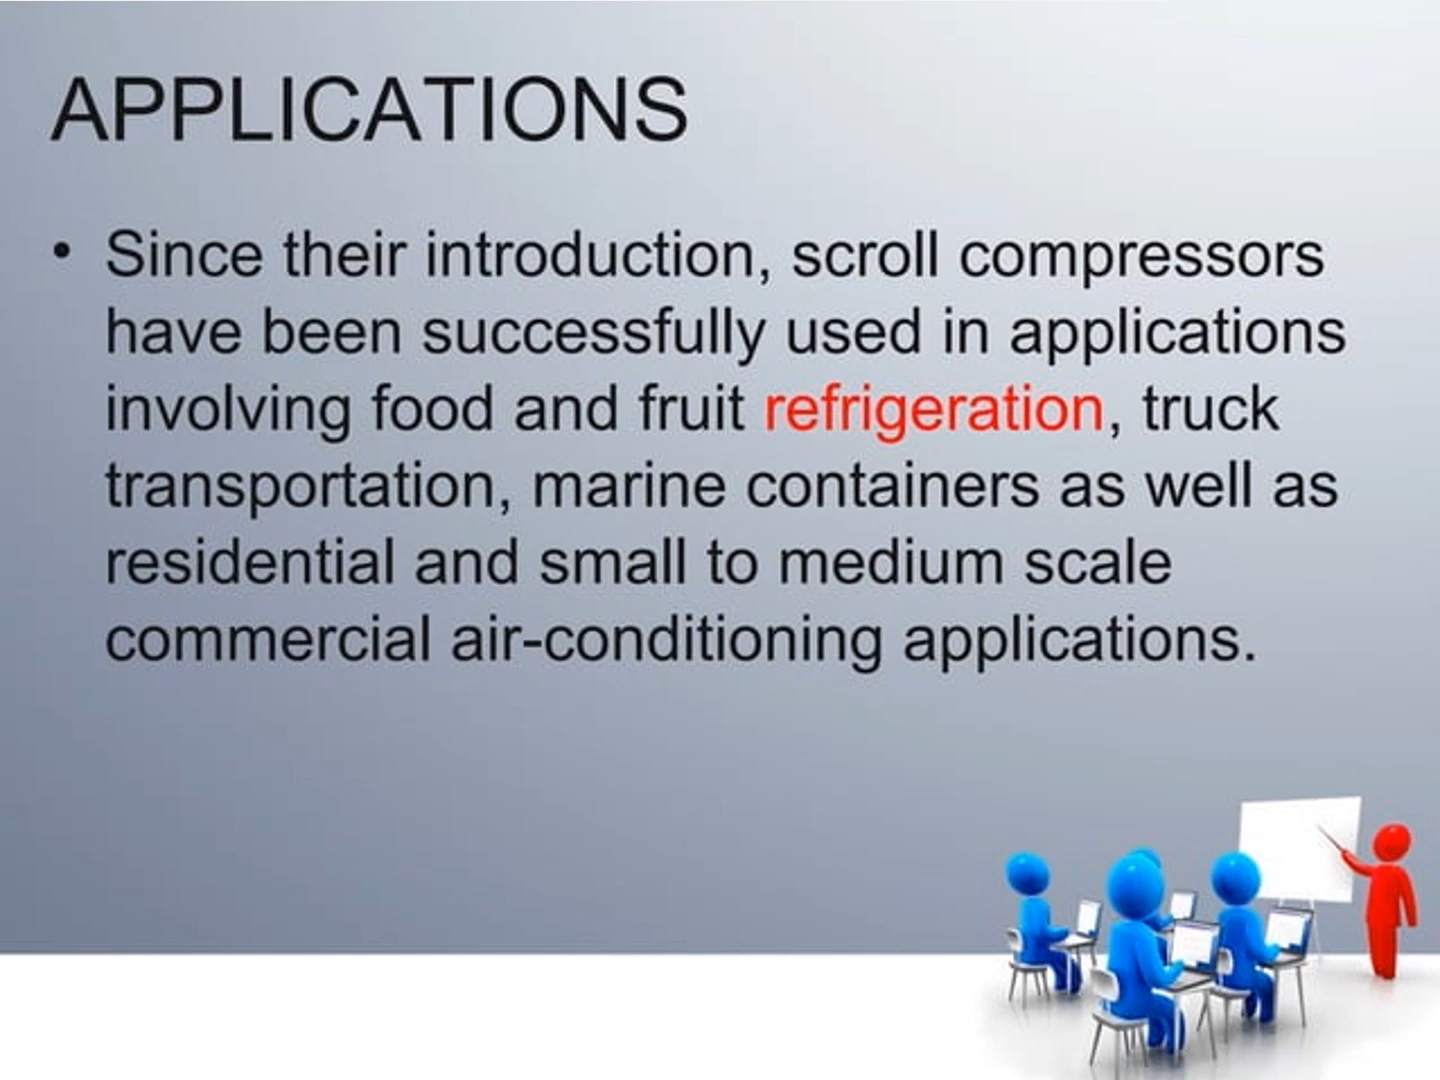 APPLICATIONS
• Since their introduction, scroll compressors
have been successfully used in applications
involving food and fruit refrigeration, truck
transportation, marine containers as well as
residential and small to medium scale
commercial air-conditioning applications.